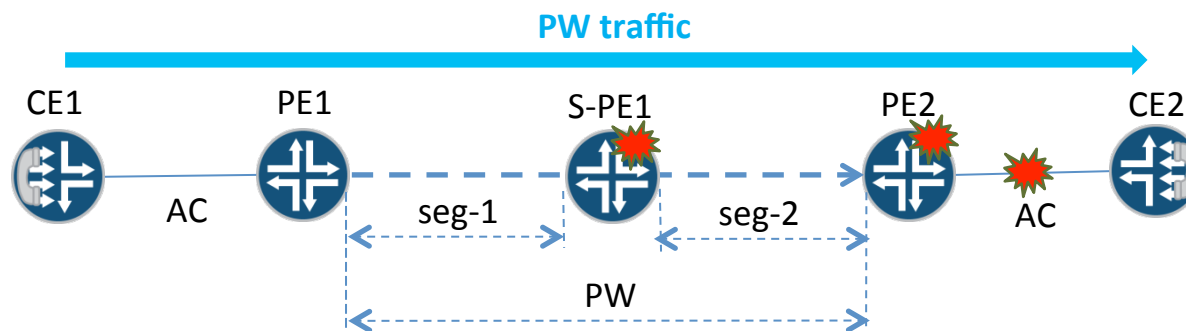 PW traffic
CE1
PE1
S-PE1
PE2
CE2
AC
seg-1
seg-2
AC
PW